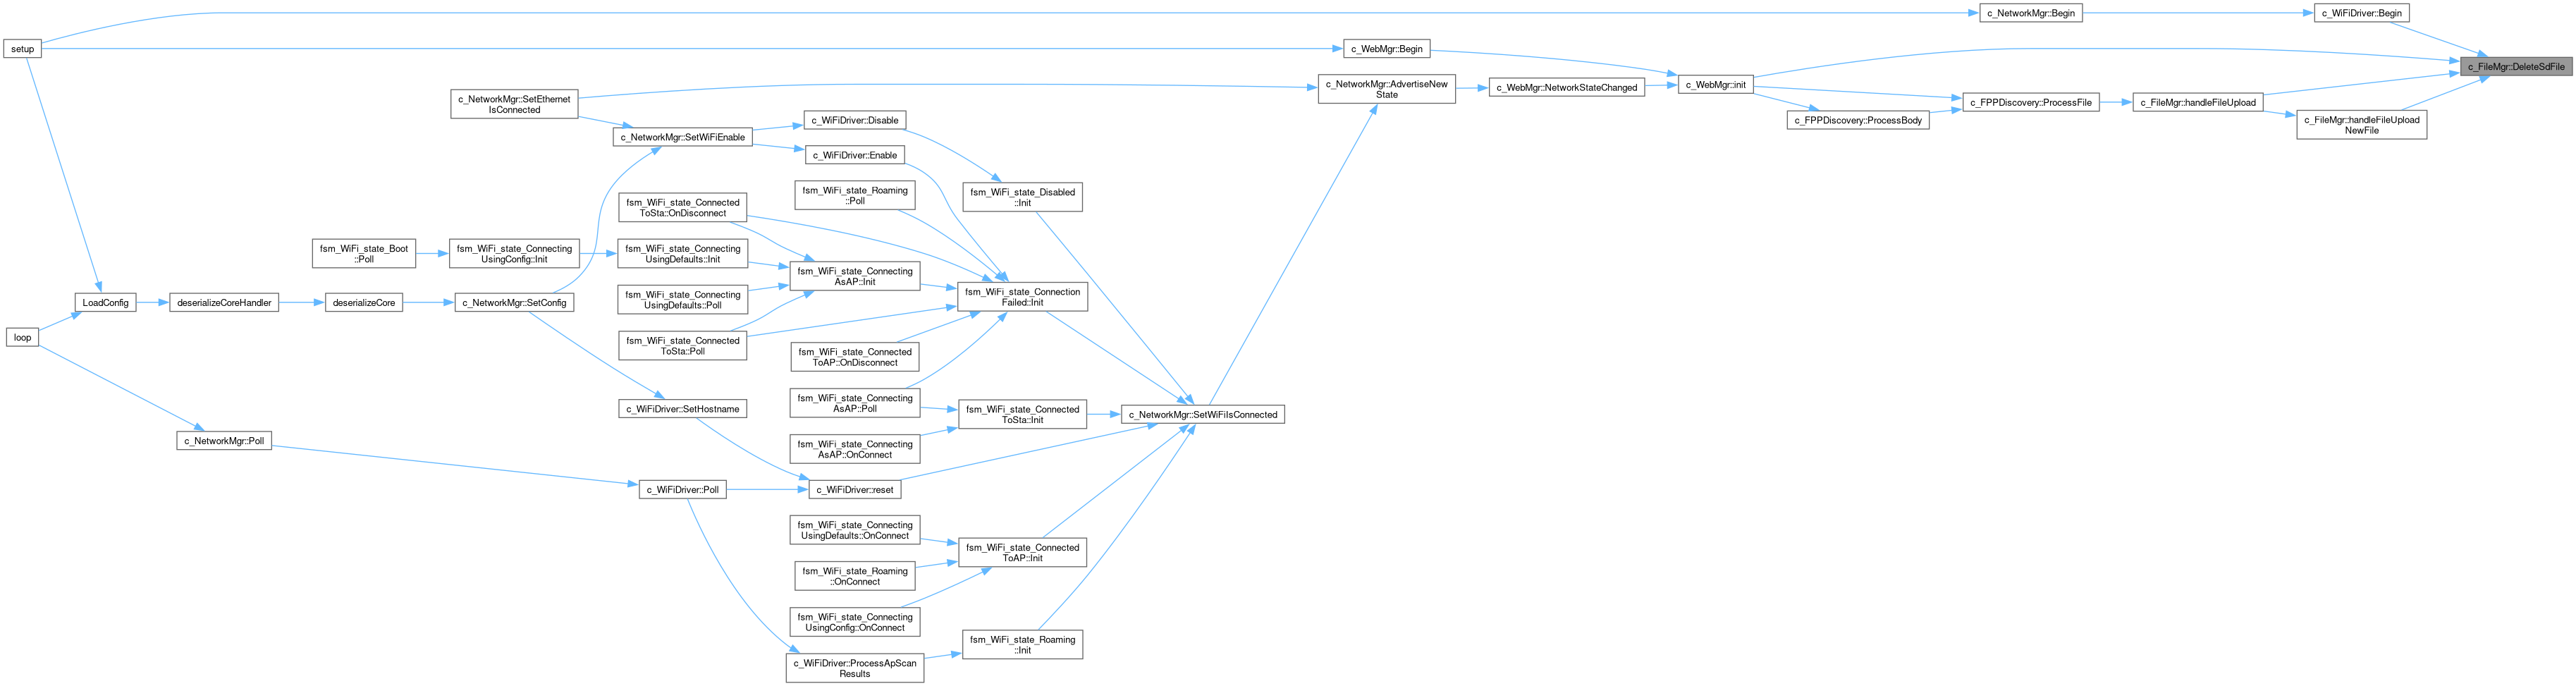 setup
loop
LoadConfig
deserializeCoreHandler
c_NetworkMgr::Poll
fsm_WiFi_state_Boot
::Poll
deserializeCore
c_NetworkMgr::SetEthernet
IsConnected
fsm_WiFi_state_Connecting
UsingConfig::Init
c_NetworkMgr::SetConfig
c_NetworkMgr::SetWiFiEnable
fsm_WiFi_state_Connected
ToSta::OnDisconnect
fsm_WiFi_state_Connecting
UsingDefaults::Init
fsm_WiFi_state_Connecting
UsingDefaults::Poll
fsm_WiFi_state_Connected
ToSta::Poll
c_WiFiDriver::SetHostname
c_WiFiDriver::Poll
c_WiFiDriver::Disable
c_WiFiDriver::Enable
fsm_WiFi_state_Roaming
::Poll
fsm_WiFi_state_Connecting
AsAP::Init
fsm_WiFi_state_Connected
ToAP::OnDisconnect
fsm_WiFi_state_Connecting
AsAP::Poll
fsm_WiFi_state_Connecting
AsAP::OnConnect
c_WiFiDriver::reset
fsm_WiFi_state_Connecting
UsingDefaults::OnConnect
fsm_WiFi_state_Roaming
::OnConnect
fsm_WiFi_state_Connecting
UsingConfig::OnConnect
c_WiFiDriver::ProcessApScan
Results
fsm_WiFi_state_Disabled
::Init
fsm_WiFi_state_Connection
Failed::Init
fsm_WiFi_state_Connected
ToSta::Init
fsm_WiFi_state_Connected
ToAP::Init
fsm_WiFi_state_Roaming
::Init
c_NetworkMgr::SetWiFiIsConnected
c_WebMgr::Begin
c_NetworkMgr::AdvertiseNew
State
c_WebMgr::NetworkStateChanged
c_WebMgr::init
c_FPPDiscovery::ProcessBody
c_NetworkMgr::Begin
c_FPPDiscovery::ProcessFile
c_FileMgr::handleFileUpload
c_WiFiDriver::Begin
c_FileMgr::handleFileUpload
NewFile
c_FileMgr::DeleteSdFile